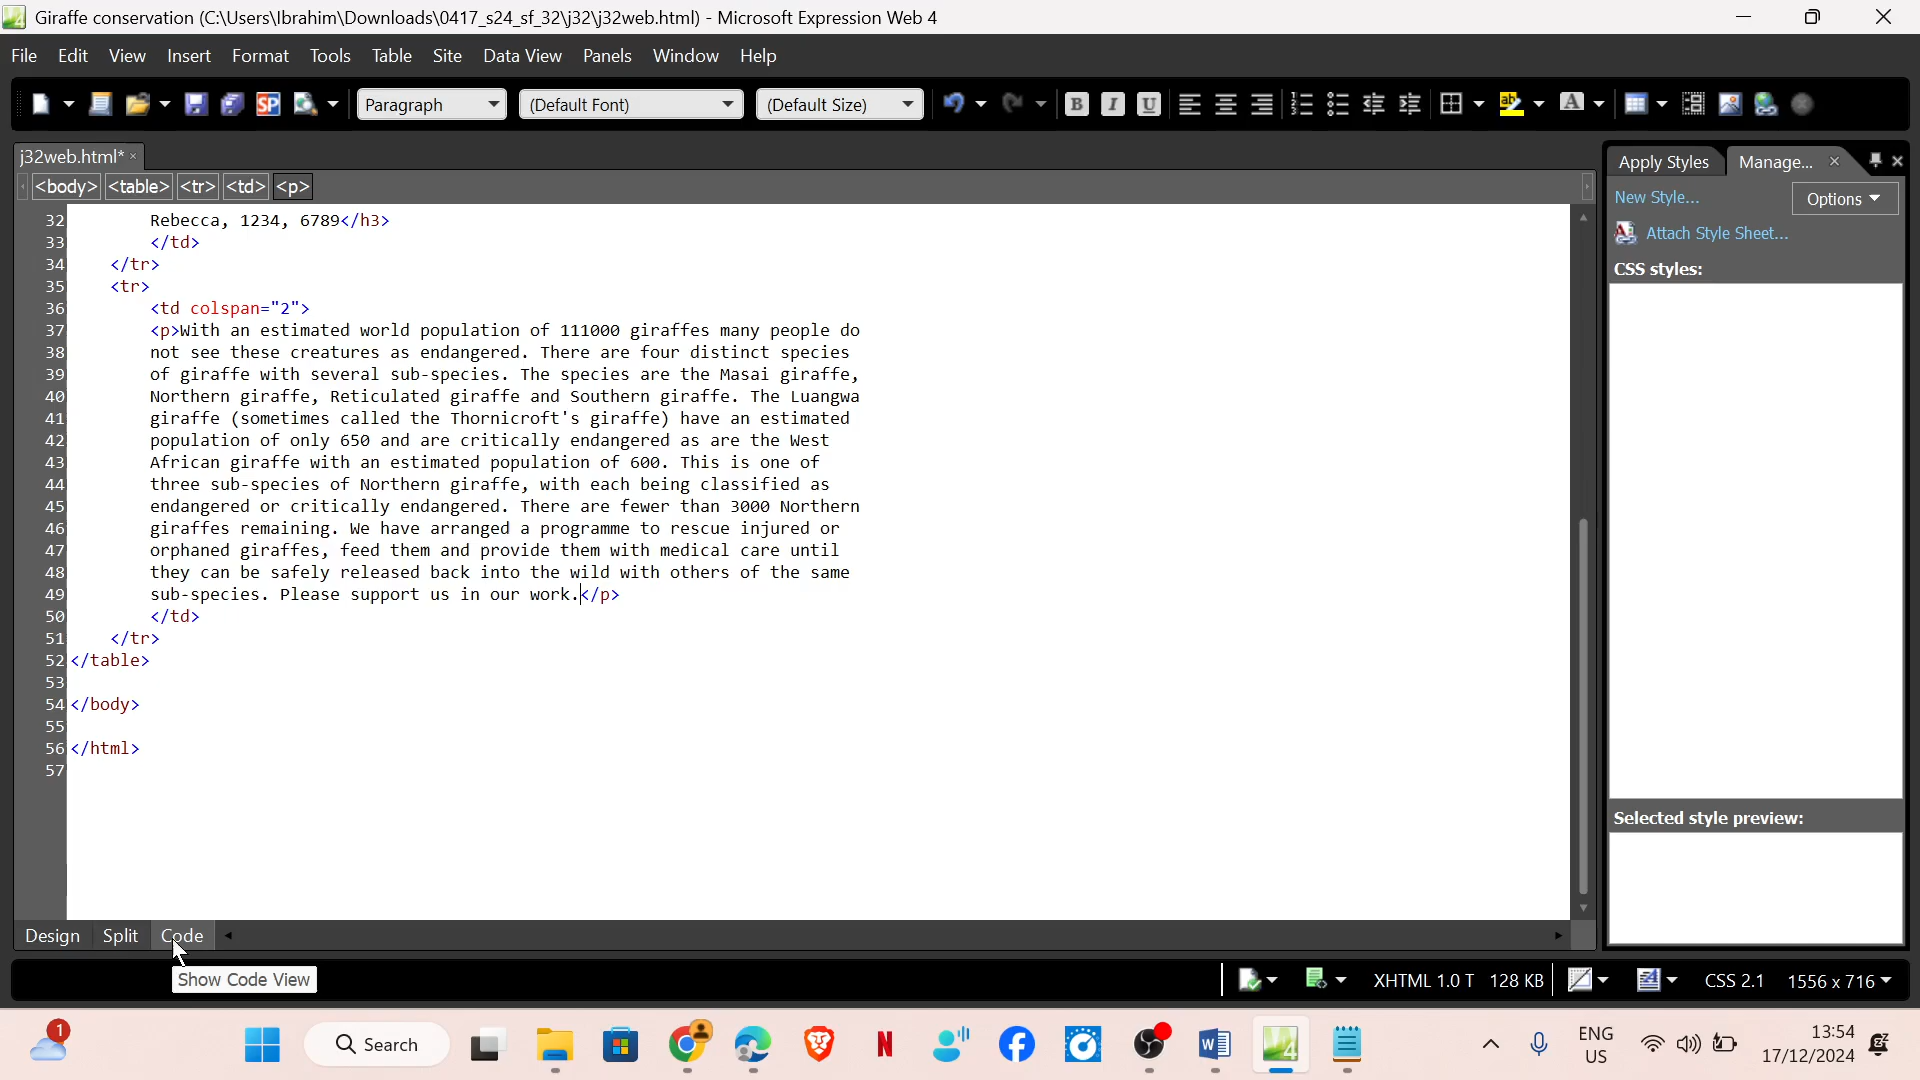 Giraffe conservation (C:\Users\Ibrahim\Downloads\0417_s24_sf_32\j32\j32web.html) - Microsoft Expression Web 4
File Edit View Insert Format Tools Table Site Data View Panels Window Help
SP Paragraph (Default Font) (Default Size) B I U ab A
j32web.html* Apply Styles Manage...
<body> <table> <tr> <td> <p>
New Style... Options
Attach Style Sheet...
CSS styles:
32 Rebecca, 1234, 6789</h3>
33 </td>
34 </tr>
35 <tr>
36 <td colspan="2">
37 <p>With an estimated world population of 111000 giraffes many people do
38 not see these creatures as endangered. There are four distinct species
39 of giraffe with several sub-species. The species are the Masai giraffe,
40 Northern giraffe, Reticulated giraffe and Southern giraffe. The Luangwa
41 giraffe (sometimes called the Thornicroft's giraffe) have an estimated
42 population of only 650 and are critically endangered as are the West
43 African giraffe with an estimated population of 600. This is one of
44 three sub-species of Northern giraffe, with each being classified as
45 endangered or critically endangered. There are fewer than 3000 Northern
46 giraffes remaining. We have arranged a programme to rescue injured or
47 orphaned giraffes, feed them and provide them with medical care until
48 they can be safely released back into the wild with others of the same
49 sub-species. Please support us in our work.</p>
50 </td>
51 </tr>
52 </table>
53
54 </body>
55
56 </html>
57
Selected style preview:
Design Split Code
Show Code View
XHTML 1.0 T 128 KB CSS 2.1 1556 x 716
1 Search N 4 ENG
US
13:54
17/12/2024